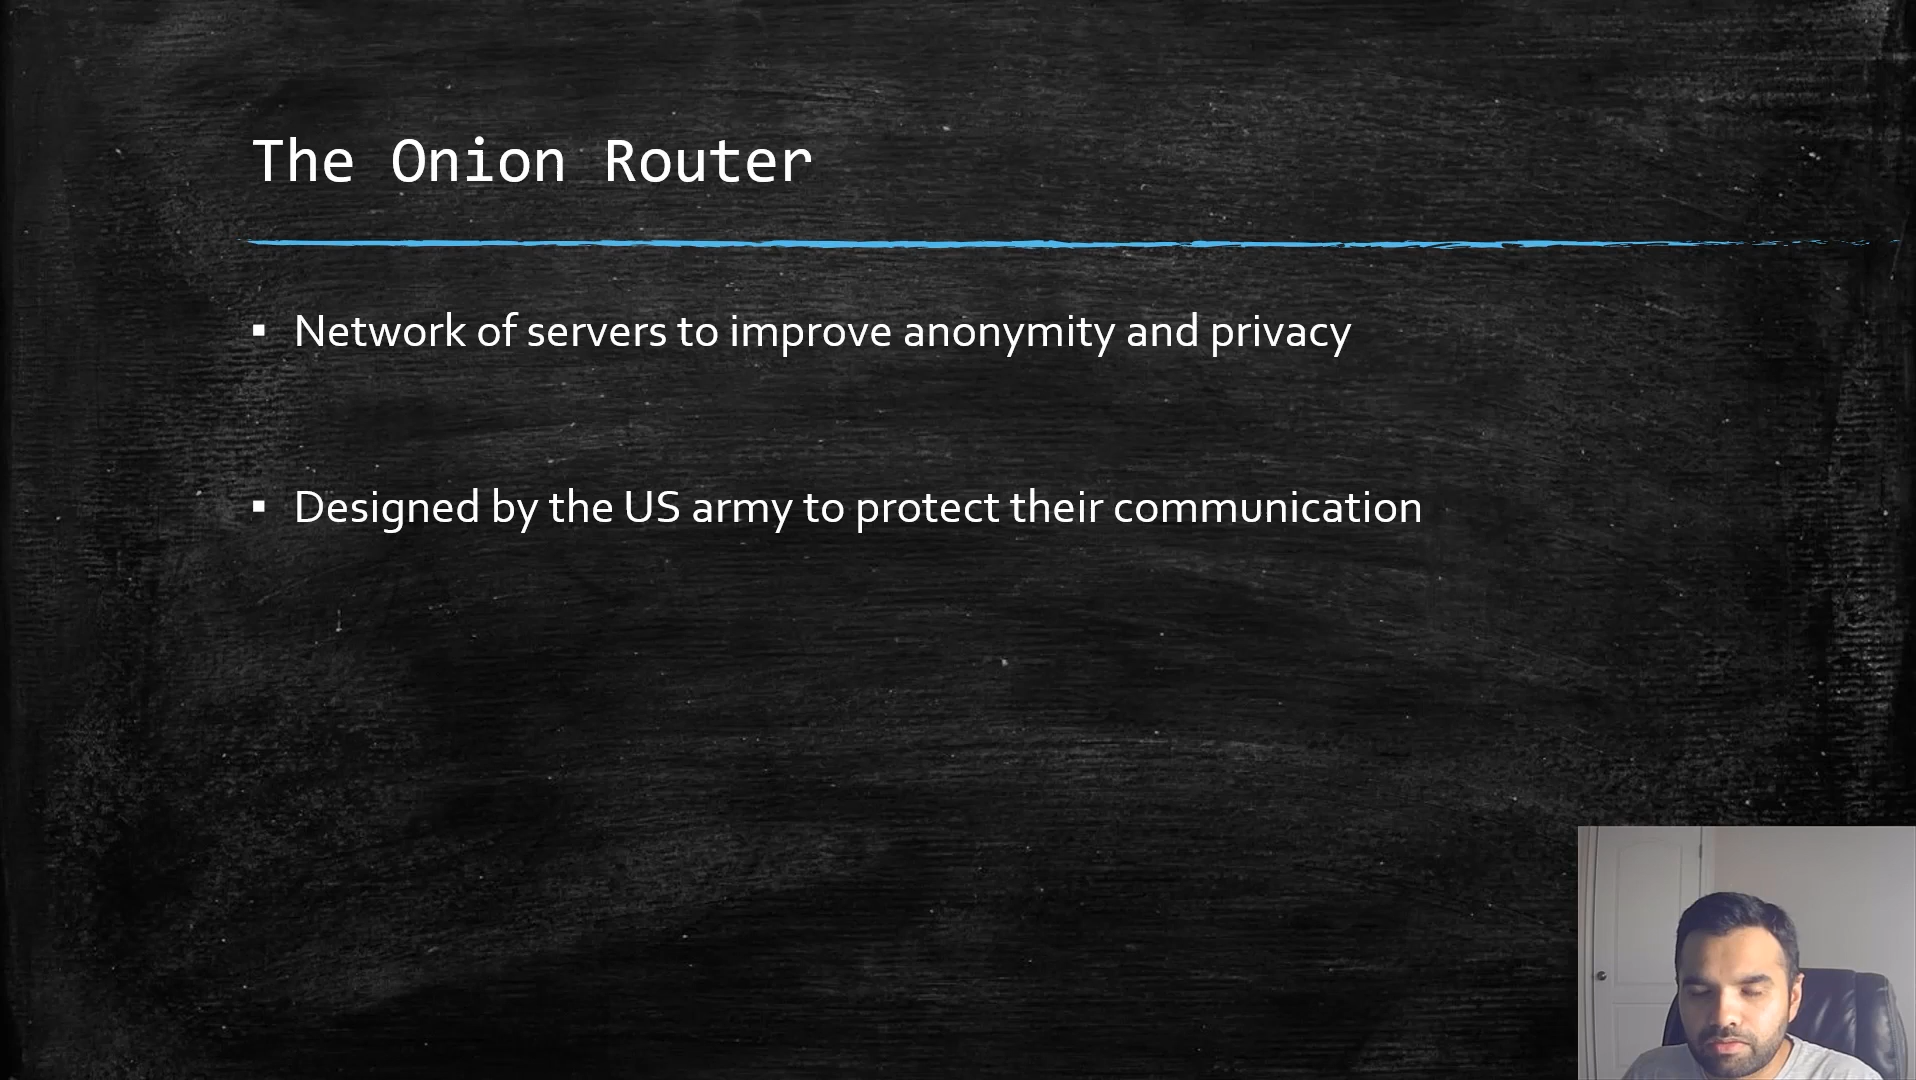 The Onion Router
▪ Network of servers to improve anonymity and privacy
▪ Designed by the US army to protect their communication